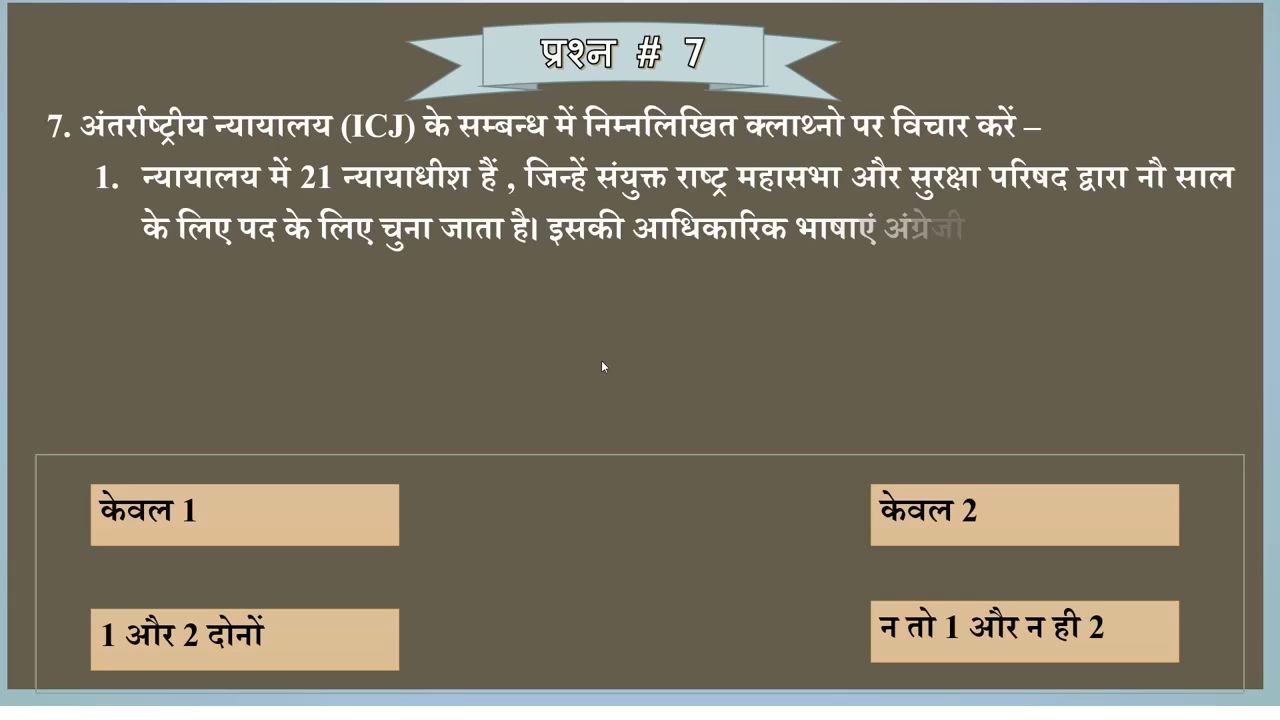 प्रश्न # 7
7. अंतर्राष्ट्रीय न्यायालय (ICJ) के सम्बन्ध में निम्नलिखित क्लाथ्नो पर विचार करें –
1. न्यायालय में 21 न्यायाधीश हैं , जिन्हें संयुक्त राष्ट्र महासभा और सुरक्षा परिषद द्वारा नौ साल
के लिए पद के लिए चुना जाता है। इसकी आधिकारिक भाषाएं अंग्रेजी
केवल 1
केवल 2
1 और 2 दोनों
न तो 1 और न ही 2